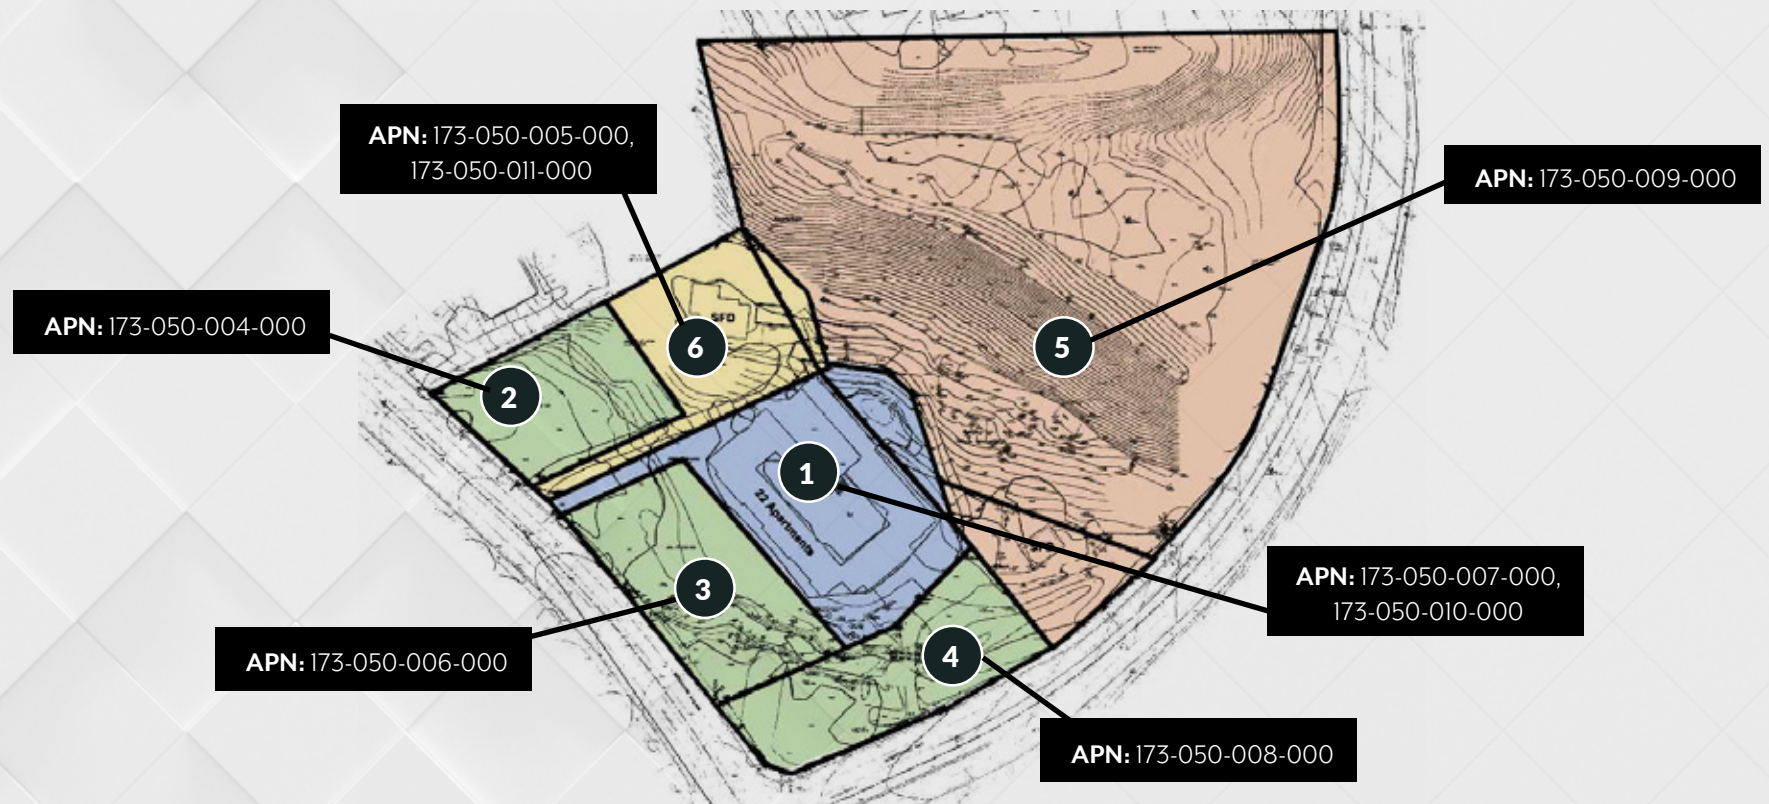 APN: 173-050-005-000,
173-050-011-000
APN: 173-050-009-000
APN: 173-050-004-000
SFD
6
5
2
1
22 Apartments
3
APN: 173-050-007-000,
173-050-010-000
APN: 173-050-006-000
4
APN: 173-050-008-000